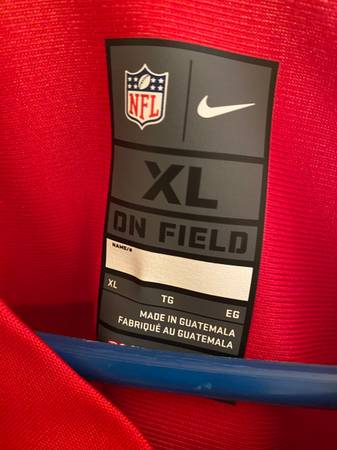 NFL
XL
ON FIELD
NAME/#
XL TG EG
MADE IN GUATEMALA
FABRIQUÉ AU GUATEMALA